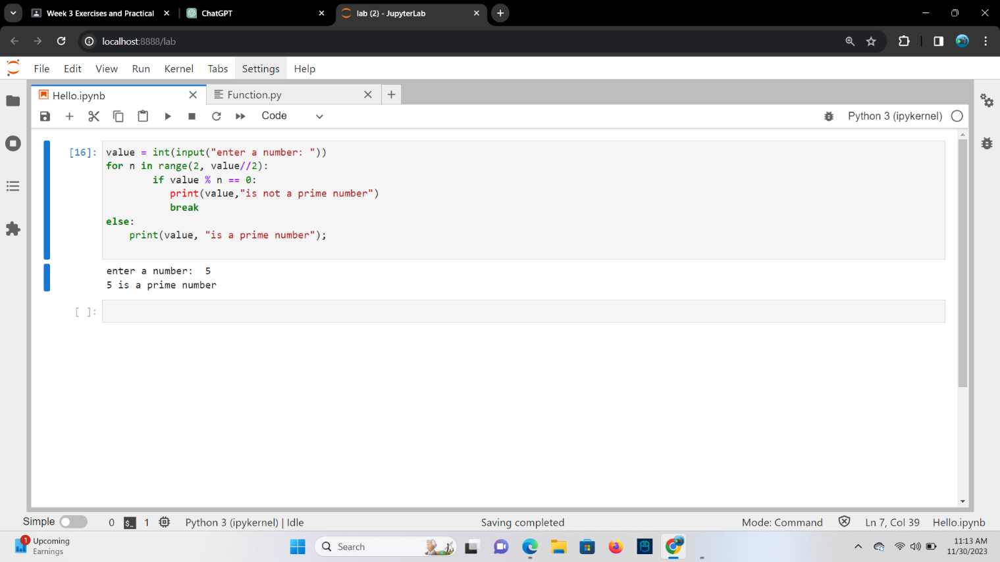 Week 3 Exercises and Practical
ChatGPT
lab (2) - JupyterLab
localhost:8888/lab
File Edit View Run Kernel Tabs Settings Help
Hello.ipynb
Function.py
Code
Python 3 (ipykernel)
[16]: value = int(input("enter a number: "))
for n in range(2, value//2):
        if value % n == 0:
           print(value,"is not a prime number")
           break
else:
    print(value, "is a prime number");
enter a number:  5
5 is a prime number
[ ]:
Simple 0 $_ 1 Python 3 (ipykernel) | Idle Saving completed Mode: Command Ln 7, Col 39 Hello.ipynb
1
Upcoming
Earnings
Search
11:13 AM
11/30/2023